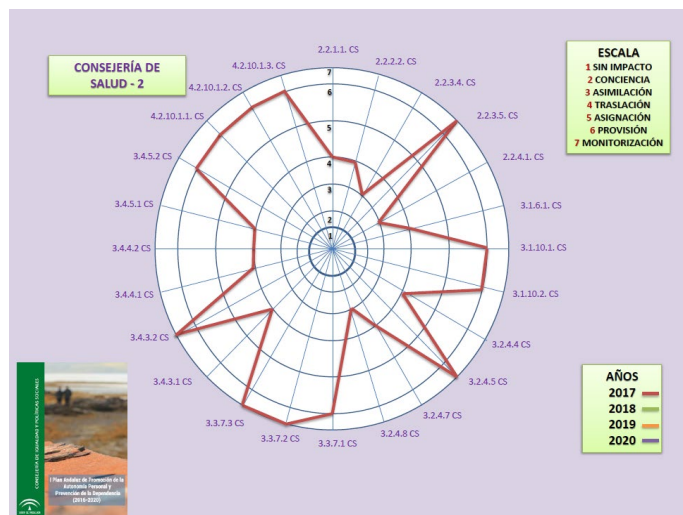 CONSEJERÍA DE
SALUD - 2
ESCALA
1 SIN IMPACTO
2 CONCIENCIA
3 ASIMILACIÓN
4 TRASLACIÓN
5 ASIGNACIÓN
6 PROVISIÓN
7 MONITORIZACIÓN
2.2.1.1. CS
2.2.2.2. CS
2.2.3.4. CS
2.2.3.5. CS
2.2.4.1. CS
3.1.6.1. CS
3.1.10.1. CS
3.1.10.2. CS
3.2.4.4 CS
3.2.4.5 CS
3.2.4.7 CS
3.2.4.8 CS
3.3.7.1 CS
3.3.7.2 CS
3.3.7.3 CS
3.4.3.1 CS
3.4.3.2 CS
3.4.4.1 CS
3.4.4.2 CS
3.4.5.1 CS
3.4.5.2 CS
4.2.10.1.1. CS
4.2.10.1.2. CS
4.2.10.1.3. CS
7
6
5
4
3
2
1
AÑOS
2017
2018
2019
2020
CONSEJERÍA DE IGUALDAD Y POLÍTICAS SOCIALES
I Plan Andaluz de Promoción de la
Autonomía Personal y
Prevención de la Dependencia
(2016-2020)